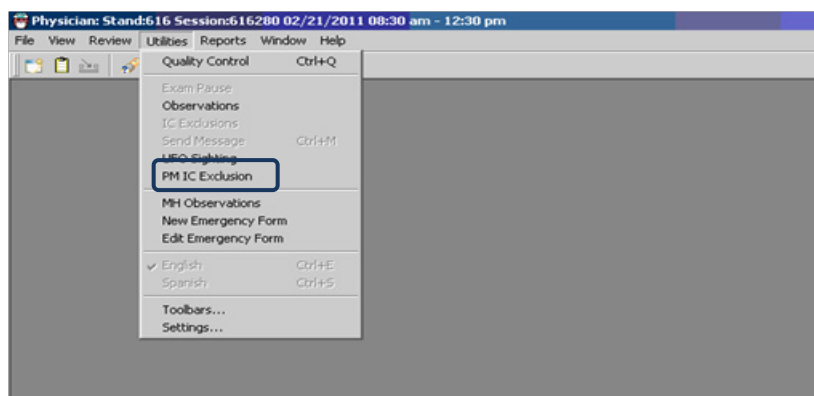 Physician: Stand:616 Session:616280 02/21/2011 08:30 am - 12:30 pm
File View Review Utilities Reports Window Help
Quality Control Ctrl+Q
Exam Pause
Observations
IC Exclusions
Send Message Ctrl+M
UFO Sighting
PM IC Exclusion
MH Observations
New Emergency Form
Edit Emergency Form
English Ctrl+E
Spanish Ctrl+S
Toolbars...
Settings...